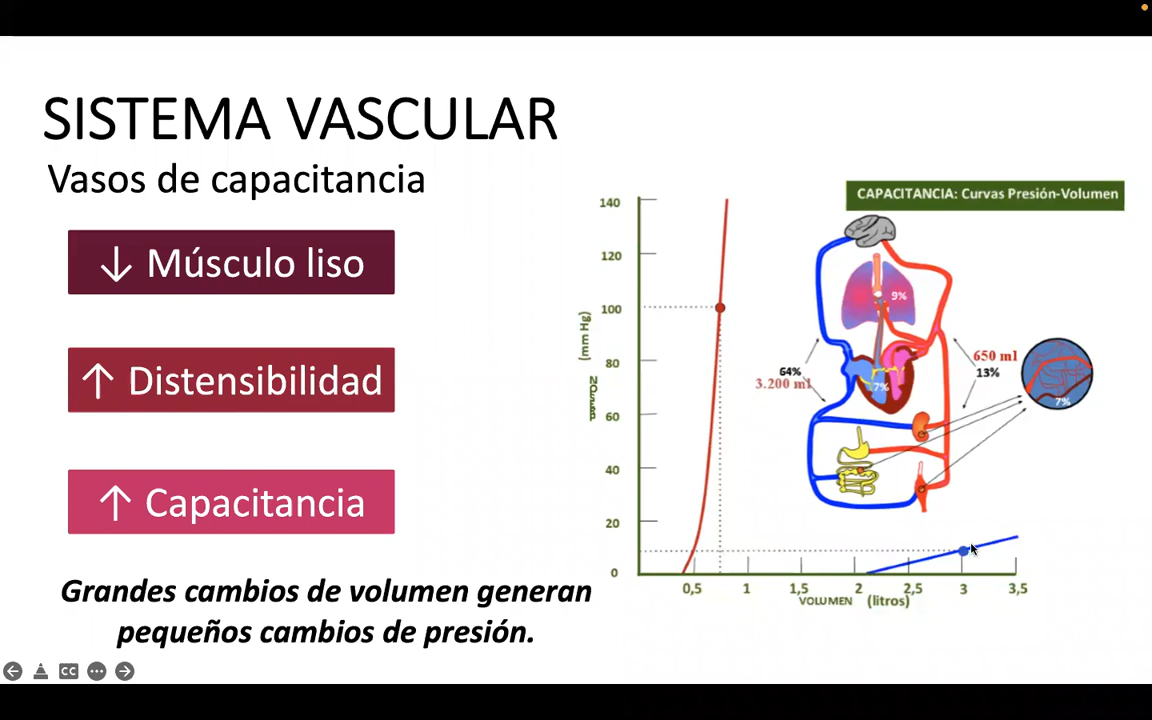 SISTEMA VASCULAR
Vasos de capacitancia
↓ Músculo liso
↑ Distensibilidad
↑ Capacitancia
Grandes cambios de volumen generan
pequeños cambios de presión.
CAPACITANCIA: Curvas Presión-Volumen
140
120
100
80
60
40
20
0
(mm Hg)
0,5
1
1,5
2
2,5
3
3,5
VOLUMEN (litros)
9%
64%
3.200 ml
7%
650 ml
13%
7%
CC